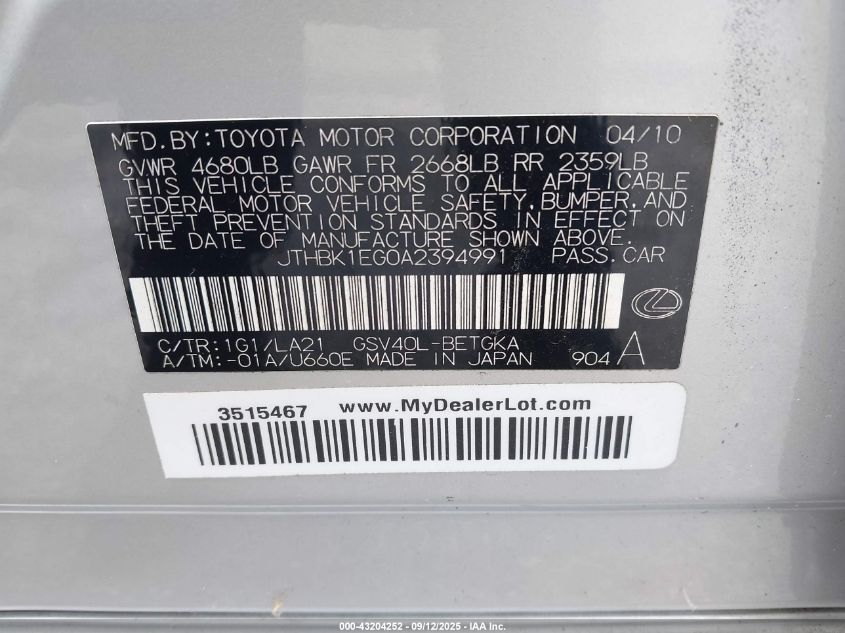 MFD.BY:TOYOTA MOTOR CORPORATION 04/10
GVWR 4680LB GAWR FR 2668LB RR 2359LB
THIS VEHICLE CONFORMS TO ALL APPLICABLE
FEDERAL MOTOR VEHICLE SAFETY,BUMPER,AND
THEFT PREVENTION STANDARDS IN EFFECT ON
THE DATE OF MANUFACTURE SHOWN ABOVE.
JTHBK1EG0A2394991 PASS.CAR
C/TR:1G1/LA21 GSV40L-BETGKA
A/TM:-01A/U660E MADE IN JAPAN 904 A
3515467 www.MyDealerLot.com
000-43204252 - 09/12/2025 - IAA Inc.